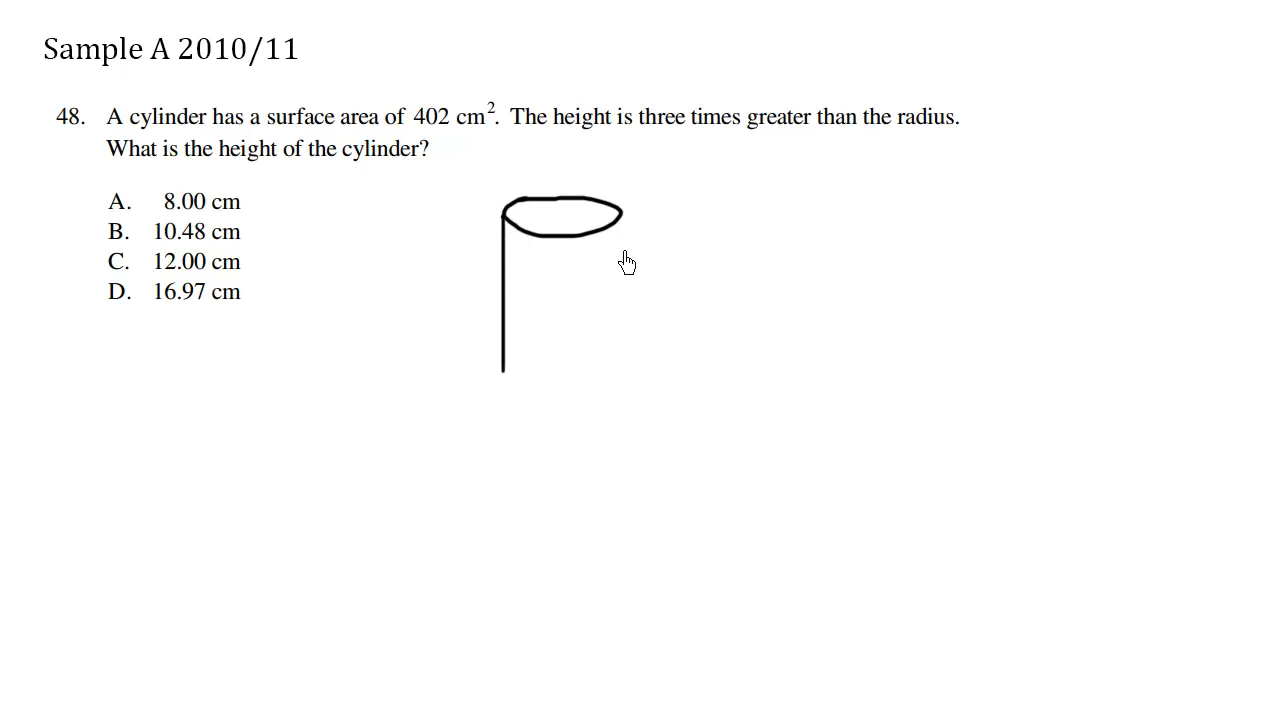 Sample A 2010/11
48. A cylinder has a surface area of 402 cm². The height is three times greater than the radius.
What is the height of the cylinder?
A. 8.00 cm
B. 10.48 cm
C. 12.00 cm
D. 16.97 cm